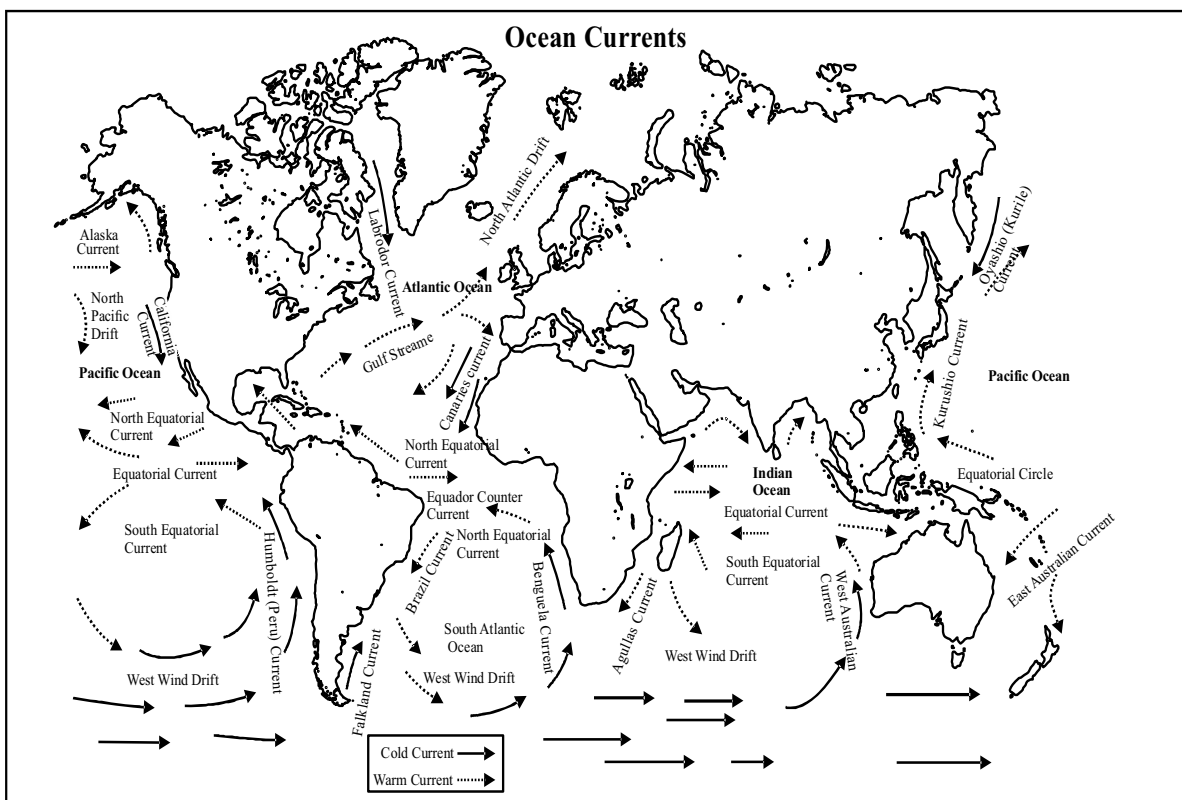 Ocean Currents
Alaska
Current
North
Pacific
Drift
California
Current
Pacific Ocean
North Equatorial
Current
Equatorial Current
South Equatorial
Current
Humboldt (Peru) Current
West Wind Drift
Labrodor Current
Atlantic Ocean
North Atlantic Drift
Gulf Streame
Canaries current
North Equatorial
Current
Equador Counter
Current
North Equatorial
Current
Brazil Current
South Atlantic
Ocean
West Wind Drift
Falkland Current
Benguela Current
Agullas Current
West Wind Drift
Indian
Ocean
Equatorial Current
South Equatorial
Current
West Australian
Current
Oyashio (Kurile)
Current
Kurushio Current
Pacific Ocean
Equatorial Circle
East Australian Current
Cold Current
Warm Current